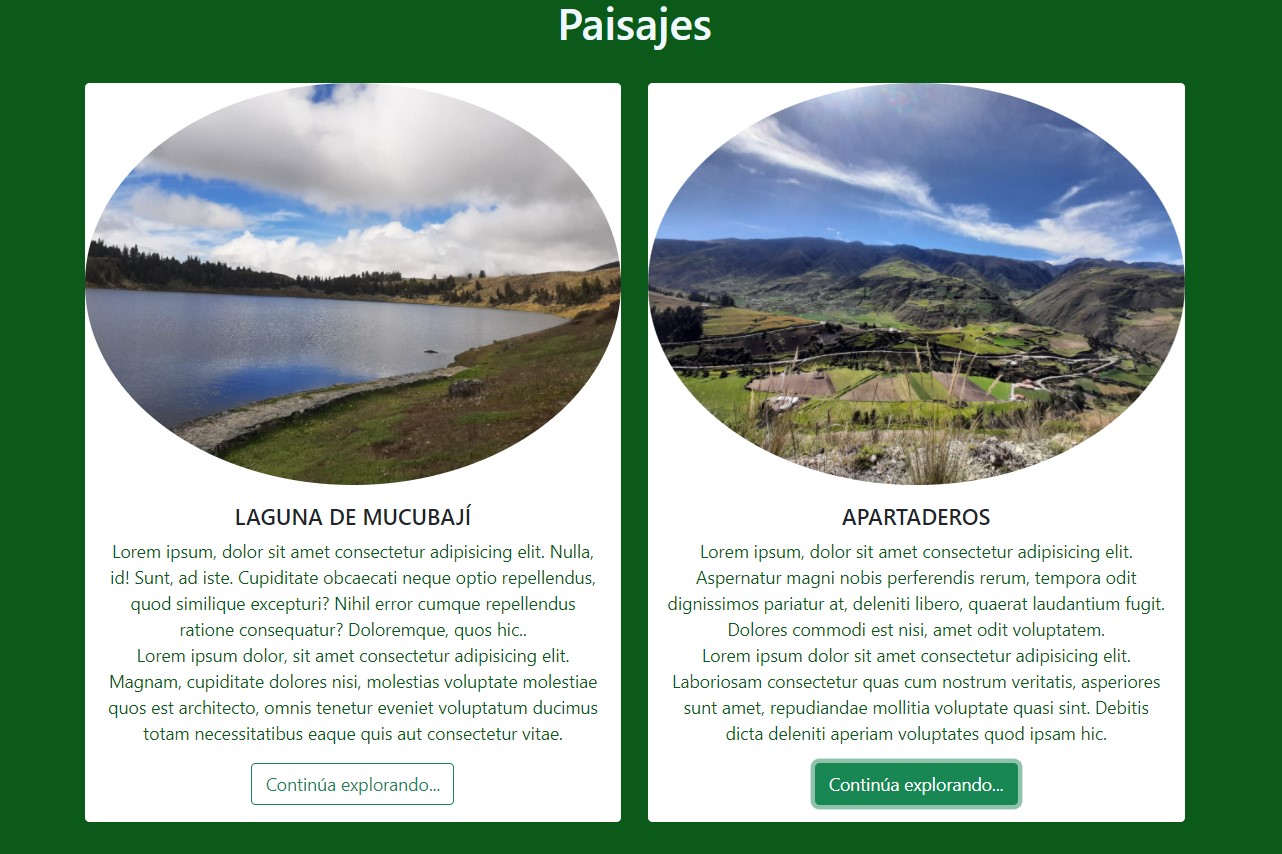 Paisajes
LAGUNA DE MUCUBAJÍ
Lorem ipsum, dolor sit amet consectetur adipisicing elit. Nulla,
id! Sunt, ad iste. Cupiditate obcaecati neque optio repellendus,
quod similique excepturi? Nihil error cumque repellendus
ratione consequatur? Doloremque, quos hic..
Lorem ipsum dolor, sit amet consectetur adipisicing elit.
Magnam, cupiditate dolores nisi, molestias voluptate molestiae
quos est architecto, omnis tenetur eveniet voluptatum ducimus
totam necessitatibus eaque quis aut consectetur vitae.
Continúa explorando...
APARTADEROS
Lorem ipsum, dolor sit amet consectetur adipisicing elit.
Aspernatur magni nobis perferendis rerum, tempora odit
dignissimos pariatur at, deleniti libero, quaerat laudantium fugit.
Dolores commodi est nisi, amet odit voluptatem.
Lorem ipsum dolor sit amet consectetur adipisicing elit.
Laboriosam consectetur quas cum nostrum veritatis, asperiores
sunt amet, repudiandae mollitia voluptate quasi sint. Debitis
dicta deleniti aperiam voluptates quod ipsam hic.
Continúa explorando...